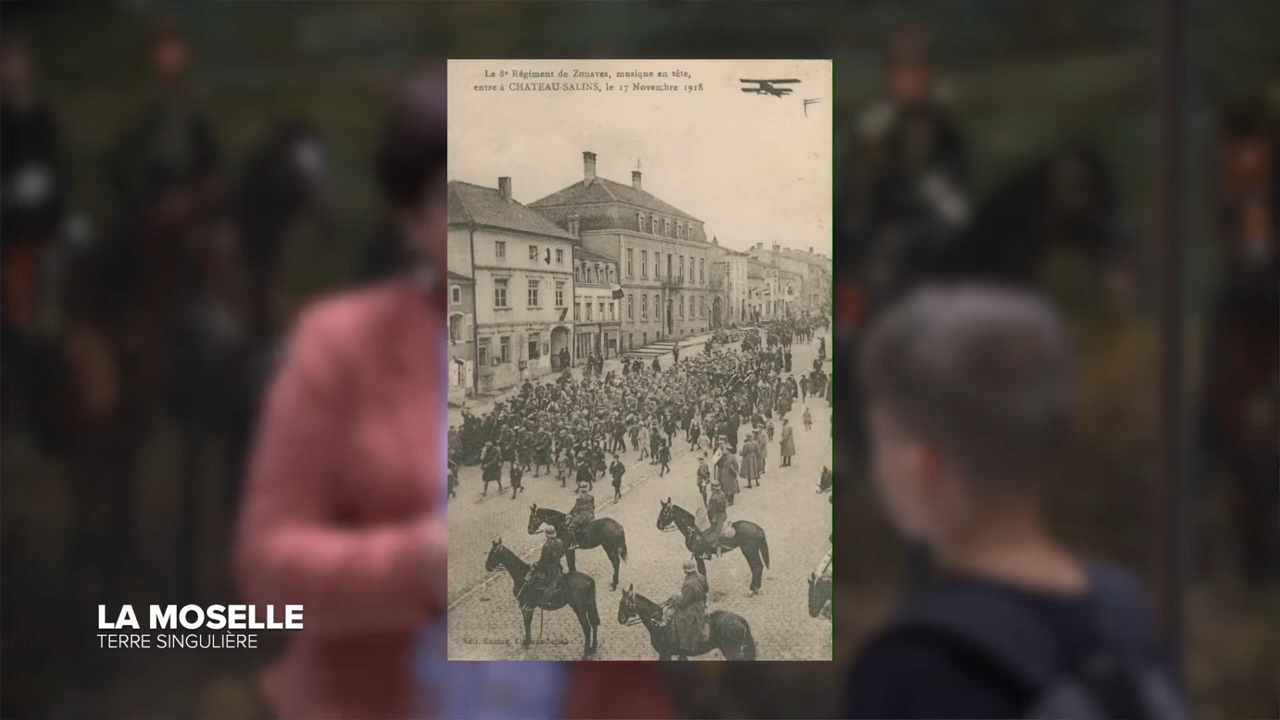 Le 8e Régiment de Zouaves, musique en tête,
entre à CHATEAU-SALINS, le 17 Novembre 1918
LA MOSELLE
TERRE SINGULIÈRE